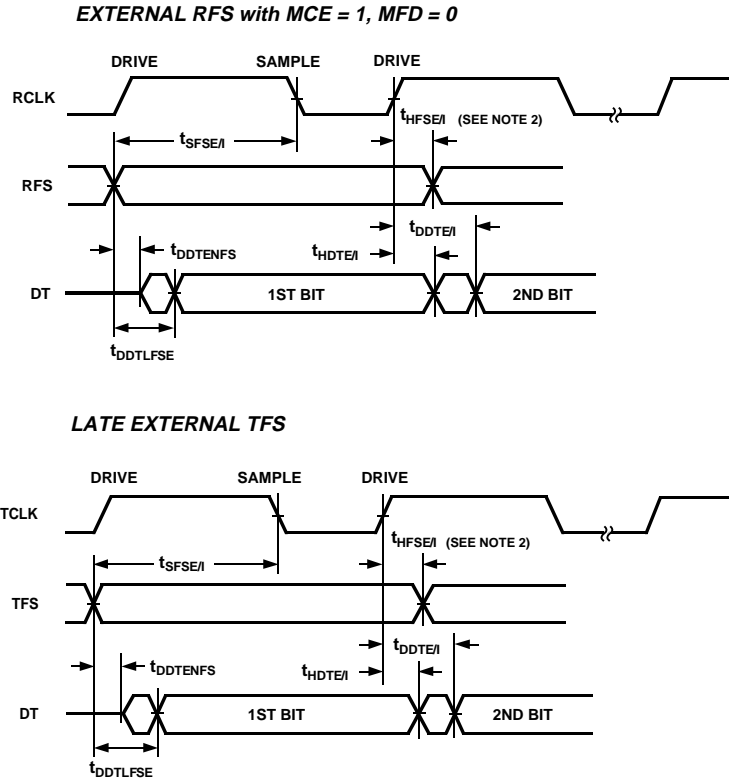 EXTERNAL RFS with MCE = 1, MFD = 0
DRIVE SAMPLE DRIVE
RCLK
tHFSE/I (SEE NOTE 2)
tSFSE/I
RFS
tDDTE/I
tDDTENFS
tHDTE/I
DT 1ST BIT 2ND BIT
tDDTLFSE
LATE EXTERNAL TFS
DRIVE SAMPLE DRIVE
TCLK
tHFSE/I (SEE NOTE 2)
tSFSE/I
TFS
tDDTE/I
tDDTENFS
tHDTE/I
DT 1ST BIT 2ND BIT
tDDTLFSE